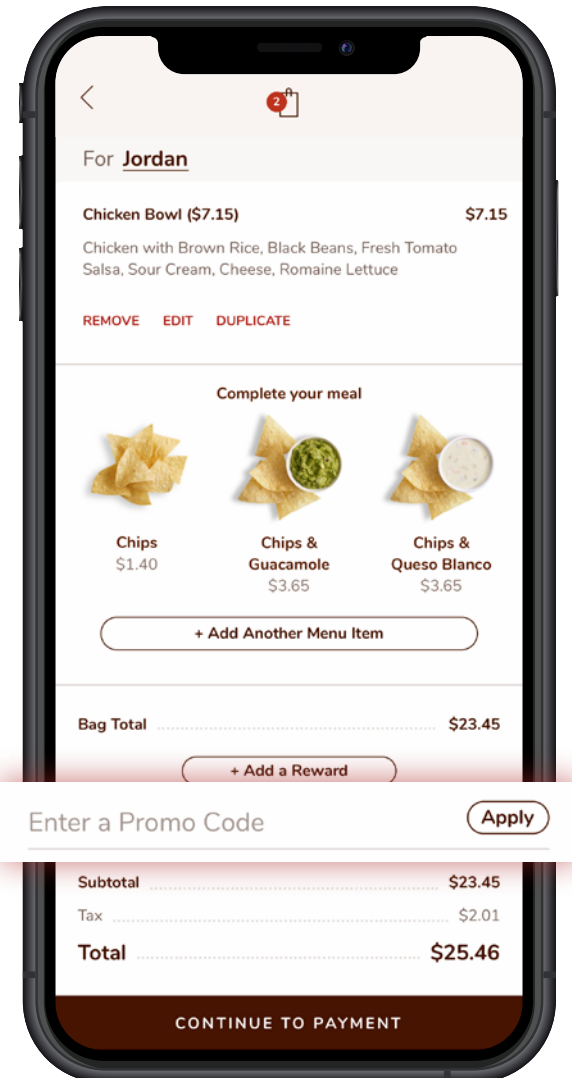 2
For Jordan
Chicken Bowl ($7.15) $7.15
Chicken with Brown Rice, Black Beans, Fresh Tomato
Salsa, Sour Cream, Cheese, Romaine Lettuce
REMOVE EDIT DUPLICATE
Complete your meal
Chips
$1.40
Chips &
Guacamole
$3.65
Chips &
Queso Blanco
$3.65
+ Add Another Menu Item
Bag Total $23.45
+ Add a Reward
Enter a Promo Code Apply
Subtotal $23.45
Tax $2.01
Total $25.46
CONTINUE TO PAYMENT